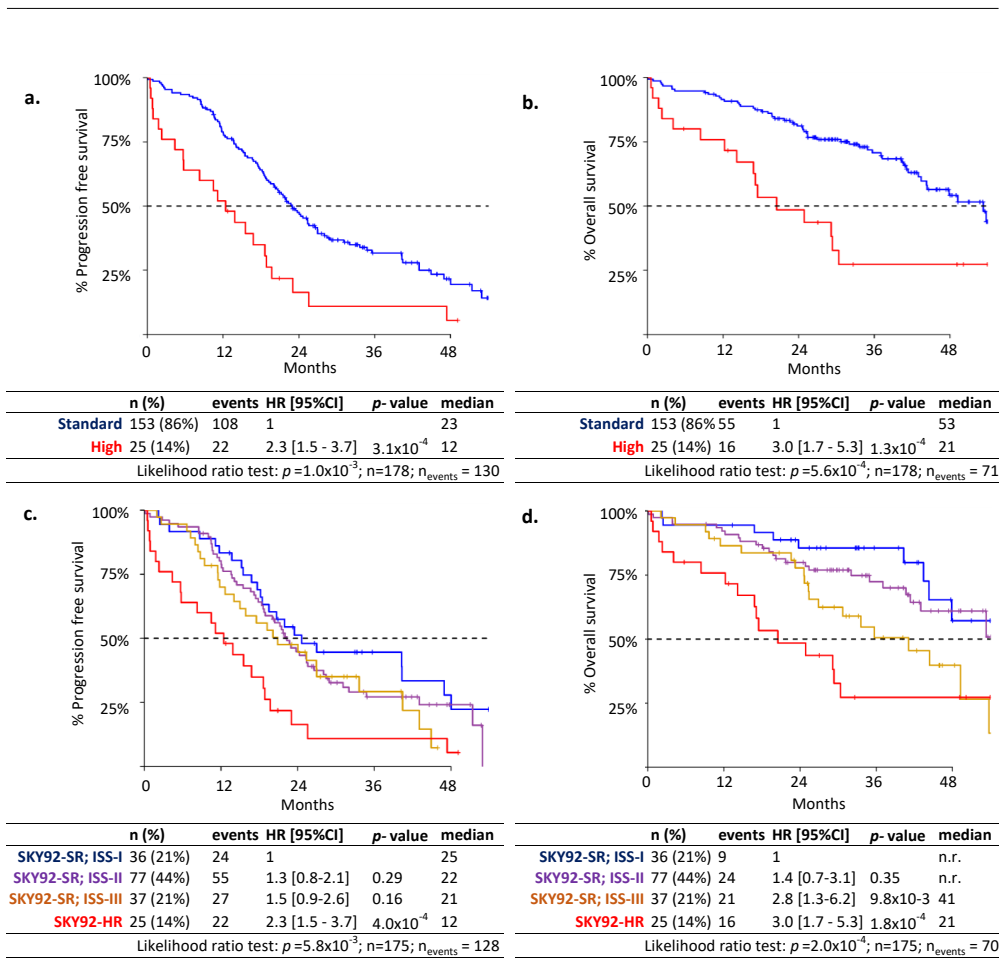 a.
100%
75%
50%
25%
% Progression free survival
0 12 24 36 48
Months
n (%) events HR [95%CI] p- value median
Standard 153 (86%) 108 1 23
High 25 (14%) 22 2.3 [1.5 - 3.7] 3.1x10-4 12
Likelihood ratio test: p =1.0x10-3; n=178; nevents = 130
b.
100%
75%
50%
25%
% Overall survival
0 12 24 36 48
Months
n (%) events HR [95%CI] p- value median
Standard 153 (86% 55 1 53
High 25 (14%) 16 3.0 [1.7 - 5.3] 1.3x10-4 21
Likelihood ratio test: p =5.6x10-4; n=178; nevents = 71
c.
100%
75%
50%
25%
% Progression free survival
0 12 24 36 48
Months
n (%) events HR [95%CI] p- value median
SKY92-SR; ISS-I 36 (21%) 24 1 25
SKY92-SR; ISS-II 77 (44%) 55 1.3 [0.8-2.1] 0.29 22
SKY92-SR; ISS-III 37 (21%) 27 1.5 [0.9-2.6] 0.16 21
SKY92-HR 25 (14%) 22 2.3 [1.5 - 3.7] 4.0x10-4 12
Likelihood ratio test: p =5.8x10-3; n=175; nevents = 128
d.
100%
75%
50%
25%
% Overall survival
0 12 24 36 48
Months
n (%) events HR [95%CI] p- value median
SKY92-SR; ISS-I 36 (21%) 9 1 n.r.
SKY92-SR; ISS-II 77 (44%) 24 1.4 [0.7-3.1] 0.35 n.r.
SKY92-SR; ISS-III 37 (21%) 21 2.8 [1.3-6.2] 9.8x10-3 41
SKY92-HR 25 (14%) 16 3.0 [1.7 - 5.3] 1.8x10-4 21
Likelihood ratio test: p =2.0x10-4; n=175; nevents = 70